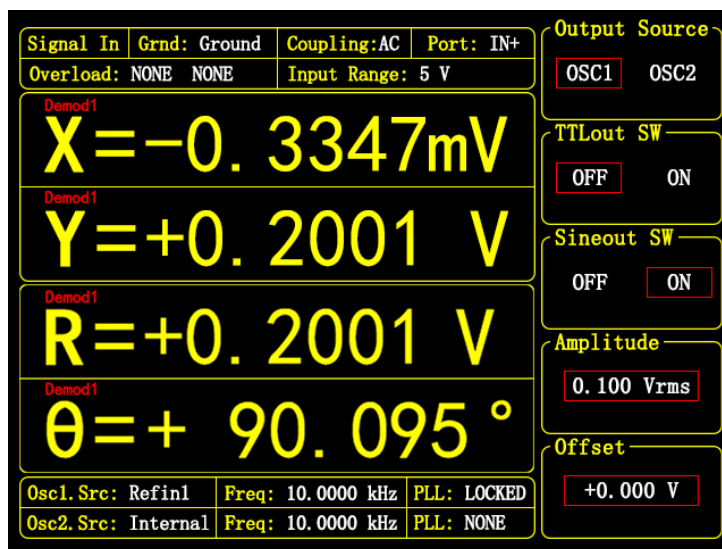 Signal In Grnd: Ground Coupling:AC Port: IN+
Overload: NONE NONE Input Range: 5 V
Demod1
X=-0.3347mV
Demod1
Y=+0.2001 V
Demod1
R=+0.2001 V
Demod1
θ=+ 90.095°
Osc1.Src: Refin1 Freq: 10.0000 kHz PLL: LOCKED
Osc2.Src: Internal Freq: 10.0000 kHz PLL: NONE
Output Source
OSC1 OSC2
TTLout SW
OFF ON
Sineout SW
OFF ON
Amplitude
0.100 Vrms
Offset
+0.000 V